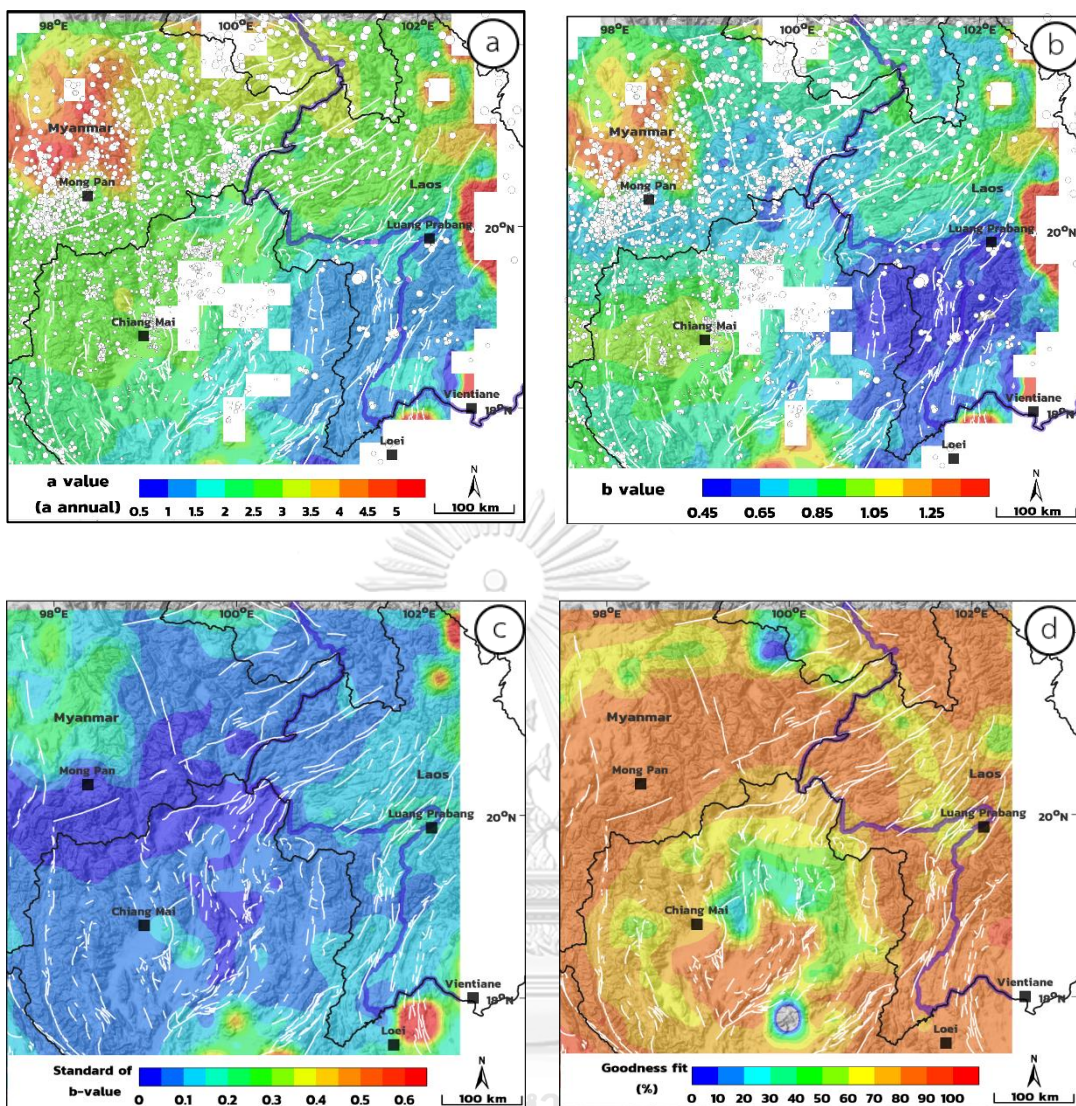 98°E 100°E 102°E
a
Myanmar
Mong Pan
Laos
Luang Prabang
20°N
Chiang Mai
Vientiane
18°N
Loei
a value
(a annual)
0.5 1 1.5 2 2.5 3 3.5 4 4.5 5
N
100 km
98°E 100°E 102°E
b
Myanmar
Mong Pan
Laos
Luang Prabang
20°N
Chiang Mai
Vientiane
18°N
Loei
b value
0.45 0.65 0.85 1.05 1.25
N
100 km
98°E 100°E 102°E
c
Myanmar
Mong Pan
Laos
Luang Prabang
20°N
Chiang Mai
Vientiane
18°N
Loei
Standard of
b-value
0 0.1 0.2 0.3 0.4 0.5 0.6
N
100 km
98°E 100°E 102°E
d
Myanmar
Mong Pan
Laos
Luang Prabang
20°N
Chiang Mai
Vientiane
18°N
Loei
Goodness fit
(%)
0 10 20 30 40 50 60 70 80 90 100
N
100 km